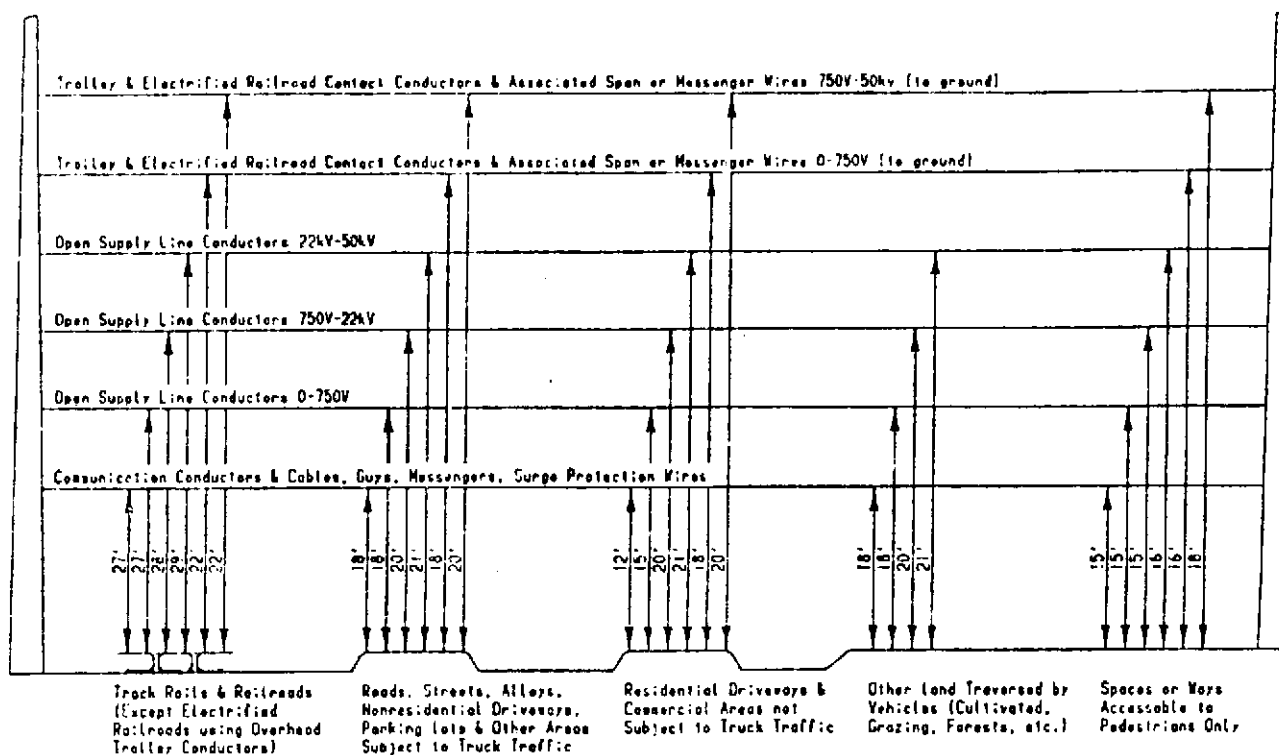 Trolley & Electrified Railroad Contact Conductors & Associated Span or Messenger Wires 750V-50kv (to ground)
Trolley & Electrified Railroad Contact Conductors & Associated Span or Messenger Wires 0-750V (to ground)
Open Supply Line Conductors 22kV-50kV
Open Supply Line Conductors 750V-22kV
Open Supply Line Conductors 0-750V
Communication Conductors & Cables, Guys, Messengers, Surge Protection Wires
27' 27' 28' 29' 22' 22'
18' 18' 20' 21' 18' 20'
12' 15' 20' 21' 18' 20'
18' 18' 20' 21'
15' 15' 15' 16' 16' 18'
Track Rails & Railroads
(Except Electrified
Railroads using Overhead
Trolley Conductors)
Roads, Streets, Alleys,
Nonresidential Driveways,
Parking Lots & Other Areas
Subject to Truck Traffic
Residential Driveways &
Commercial Areas not
Subject to Truck Traffic
Other Land Traversed by
Vehicles (Cultivated,
Grazing, Forests, etc.)
Spaces or Ways
Accessable to
Pedestrians Only